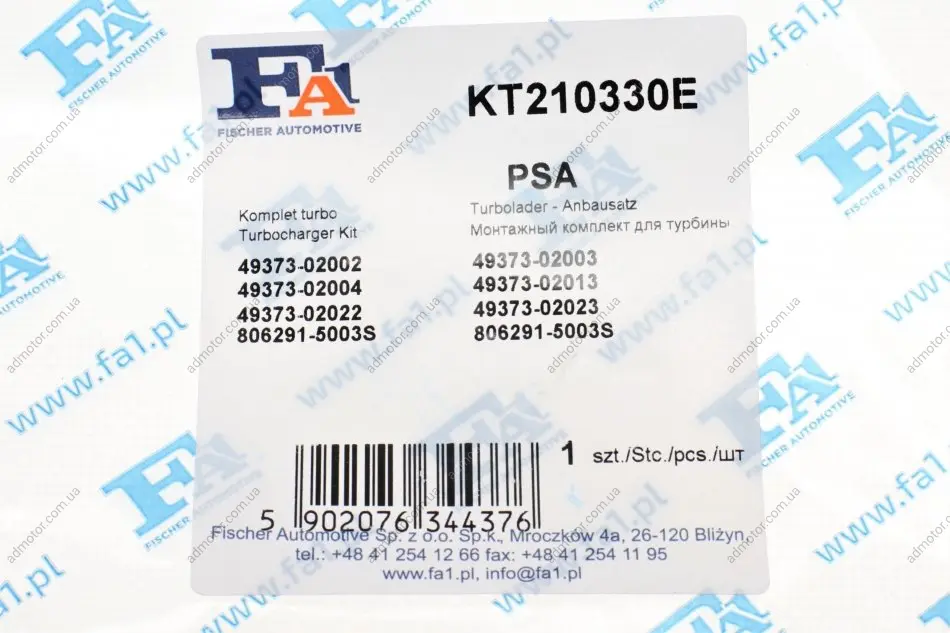 FA1
FISCHER AUTOMOTIVE
KT210330E
PSA
Komplet turbo
Turbocharger Kit
Turbolader - Anbausatz
Монтажный комплект для турбины
49373-02002
49373-02003
49373-02004
49373-02013
49373-02022
49373-02023
806291-5003S
806291-5003S
1 szt./Stc./pcs./шт
5 902076 344376
Fischer Automotive Sp. z o.o. Sp.k., Mroczków 4a, 26-120 Bliżyn,
tel.: +48 41 254 12 66 fax: +48 41 254 11 95
www.fa1.pl, info@fa1.pl
www.fa1.pl
FISCHER AUTOMOTIVE
admotor.com.ua